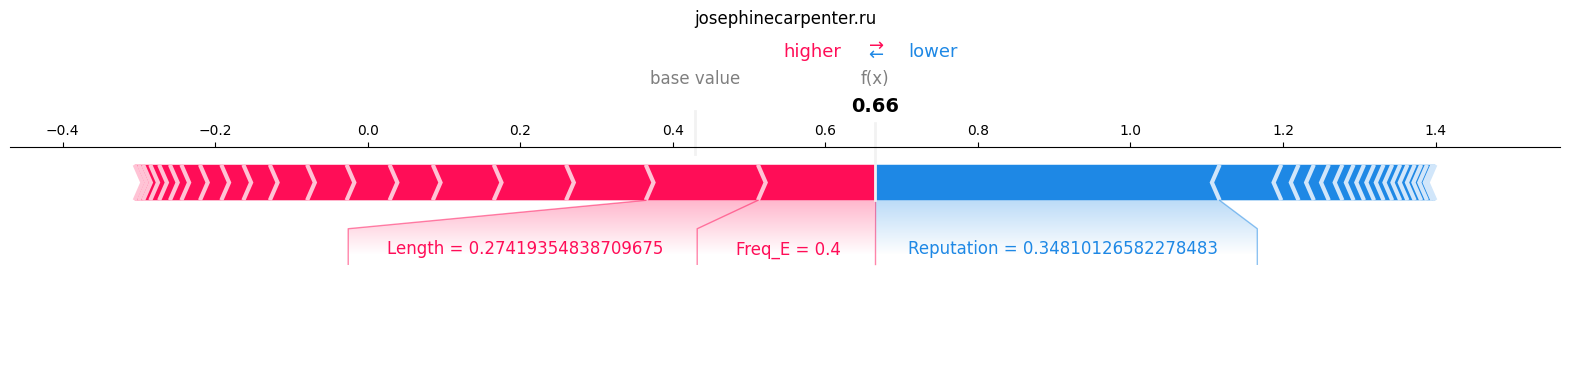 josephinecarpenter.ru
higher → ← lower
base value f(x)
0.66
−0.4 −0.2 0.0 0.2 0.4 0.6 0.8 1.0 1.2 1.4
Length = 0.27419354838709675 Freq_E = 0.4 Reputation = 0.34810126582278483